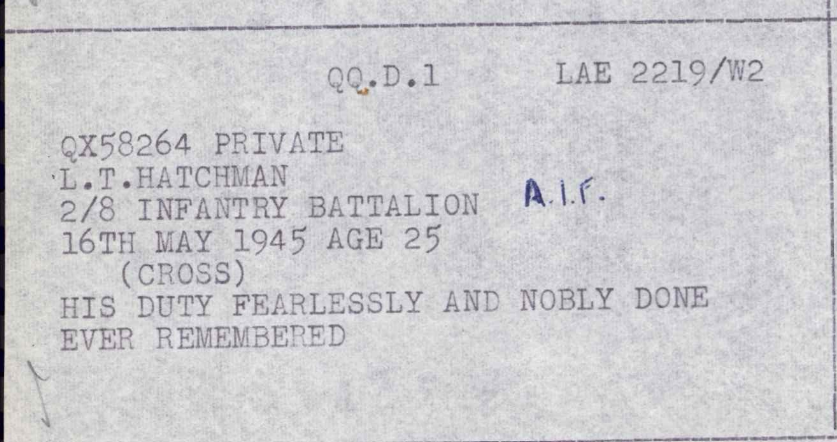 QQ.D.1 LAE 2219/W2
QX58264 PRIVATE
L.T.HATCHMAN
2/8 INFANTRY BATTALION A.I.F.
16TH MAY 1945 AGE 25
(CROSS)
HIS DUTY FEARLESSLY AND NOBLY DONE
EVER REMEMBERED